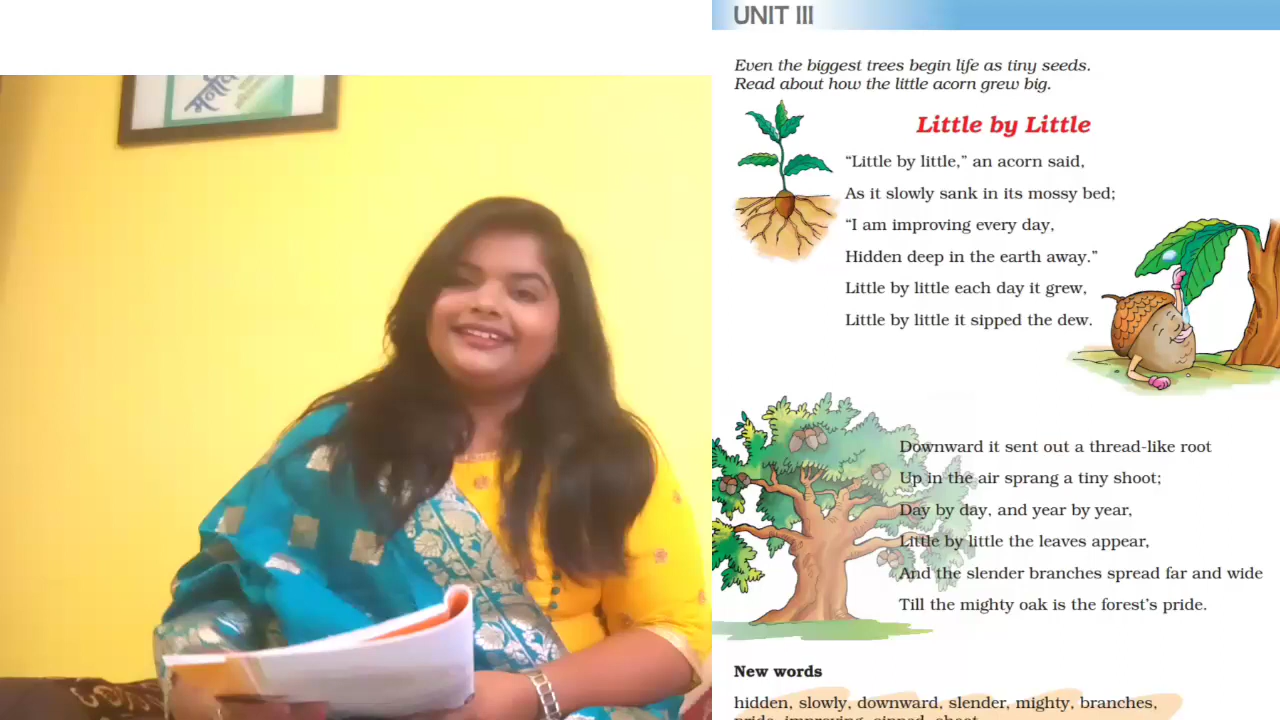 UNIT III
Even the biggest trees begin life as tiny seeds.
Read about how the little acorn grew big.
Little by Little
“Little by little,” an acorn said,
As it slowly sank in its mossy bed;
“I am improving every day,
Hidden deep in the earth away.”
Little by little each day it grew,
Little by little it sipped the dew.
Downward it sent out a thread-like root
Up in the air sprang a tiny shoot;
Day by day, and year by year,
Little by little the leaves appear,
And the slender branches spread far and wide
Till the mighty oak is the forest’s pride.
New words
hidden, slowly, downward, slender, mighty, branches,
pride, improving, sipped, shoot